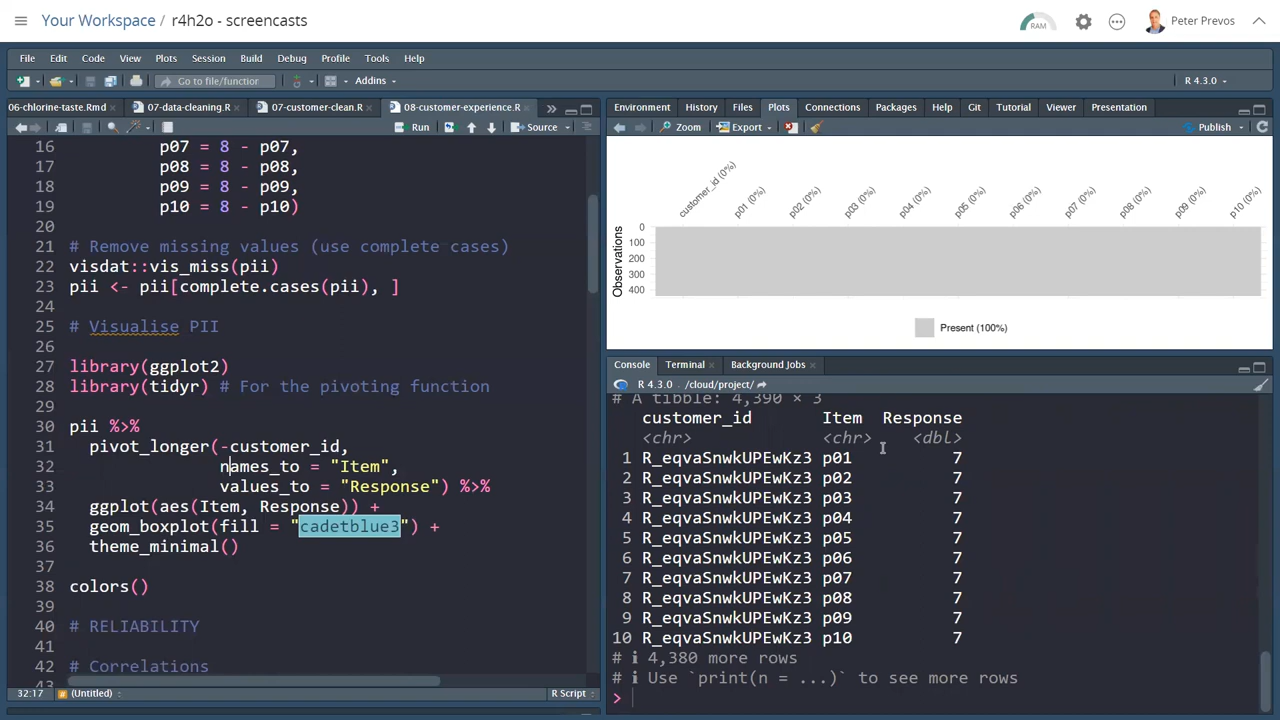 Your Workspace / r4h2o - screencasts
RAM
Peter Prevos
File Edit Code View Plots Session Build Debug Profile Tools Help
Go to file/function
Addins
R 4.3.0
06-chlorine-taste.Rmd
07-data-cleaning.R
07-customer-clean.R
08-customer-experience.R
Run
Source
16 p07 = 8 - p07,
17 p08 = 8 - p08,
18 p09 = 8 - p09,
19 p10 = 8 - p10)
20
21 # Remove missing values (use complete cases)
22 visdat::vis_miss(pii)
23 pii <- pii[complete.cases(pii), ]
24
25 # Visualise PII
26
27 library(ggplot2)
28 library(tidyr) # For the pivoting function
29
30 pii %>%
31 pivot_longer(-customer_id,
32 names_to = "Item",
33 values_to = "Response") %>%
34 ggplot(aes(Item, Response)) +
35 geom_boxplot(fill = "cadetblue3") +
36 theme_minimal()
37
38 colors()
39
40 # RELIABILITY
41
42 # Correlations
43
32:17 # (Untitled)
R Script
Environment History Files Plots Connections Packages Help Git Tutorial Viewer Presentation
Zoom
Export
Publish
customer_id (0%)
p01 (0%)
p02 (0%)
p03 (0%)
p04 (0%)
p05 (0%)
p06 (0%)
p07 (0%)
p08 (0%)
p09 (0%)
p10 (0%)
Observations
0
100
200
300
400
Present (100%)
Console Terminal Background Jobs
R 4.3.0 · /cloud/project/
# A tibble: 4,390 × 3
customer_id Item Response
<chr> <chr> <dbl>
1 R_eqvaSnwkUPEwKz3 p01 7
2 R_eqvaSnwkUPEwKz3 p02 7
3 R_eqvaSnwkUPEwKz3 p03 7
4 R_eqvaSnwkUPEwKz3 p04 7
5 R_eqvaSnwkUPEwKz3 p05 7
6 R_eqvaSnwkUPEwKz3 p06 7
7 R_eqvaSnwkUPEwKz3 p07 7
8 R_eqvaSnwkUPEwKz3 p08 7
9 R_eqvaSnwkUPEwKz3 p09 7
10 R_eqvaSnwkUPEwKz3 p10 7
# ℹ 4,380 more rows
# ℹ Use `print(n = ...)` to see more rows
>